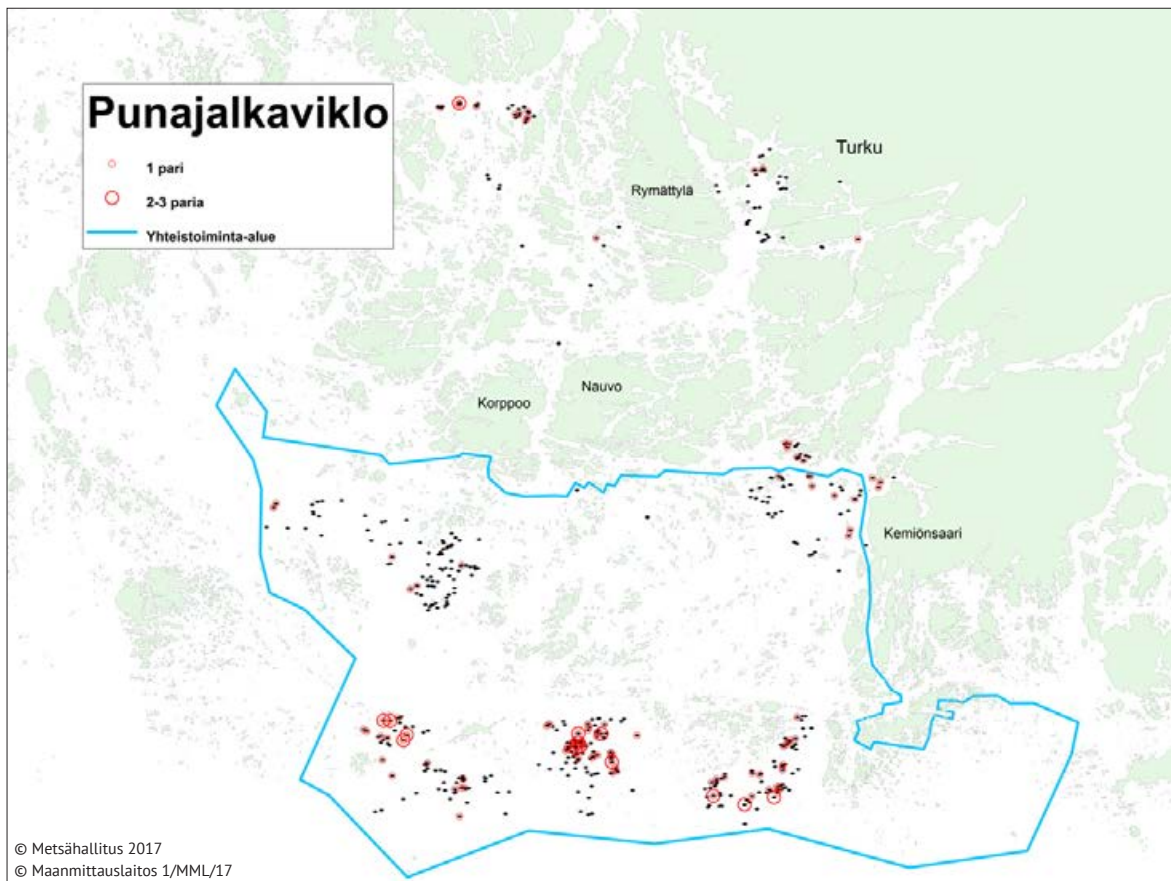 Punajalkaviklo
1 pari
2-3 paria
Yhteistoiminta-alue
Turku
Rymättylä
Nauvo
Korppoo
Kemiönsaari
© Metsähallitus 2017
© Maanmittauslaitos 1/MML/17